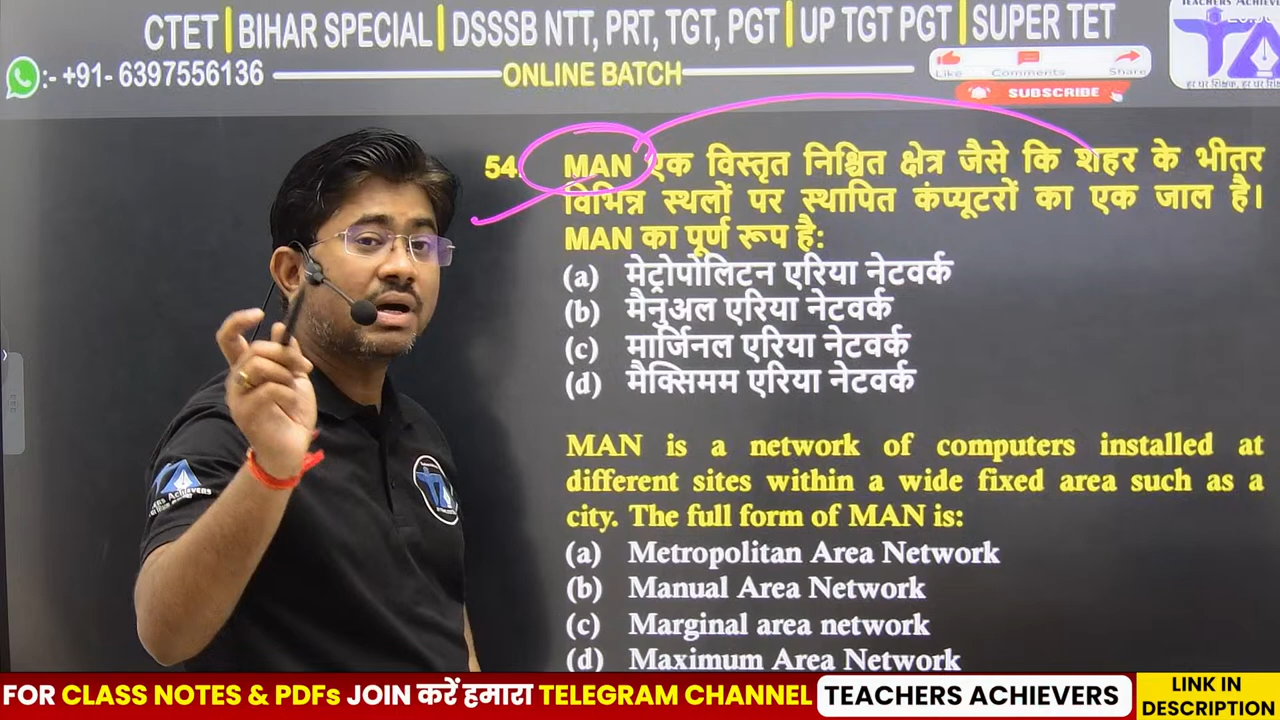 CTET | BIHAR SPECIAL | DSSSB NTT, PRT, TGT, PGT | UP TGT PGT | SUPER TET
:- +91- 6397556136 ONLINE BATCH
Like Comments Share
SUBSCRIBE
54. MAN एक विस्तृत निश्चित क्षेत्र जैसे कि शहर के भीतर
विभिन्न स्थलों पर स्थापित कंप्यूटरों का एक जाल है।
MAN का पूर्ण रूप है:
(a) मेट्रोपोलिटन एरिया नेटवर्क
(b) मैनुअल एरिया नेटवर्क
(c) मार्जिनल एरिया नेटवर्क
(d) मैक्सिमम एरिया नेटवर्क
MAN is a network of computers installed at
different sites within a wide fixed area such as a
city. The full form of MAN is:
(a) Metropolitan Area Network
(b) Manual Area Network
(c) Marginal area network
(d) Maximum Area Network
FOR CLASS NOTES & PDFs JOIN करें हमारा TELEGRAM CHANNEL TEACHERS ACHIEVERS
LINK IN
DESCRIPTION